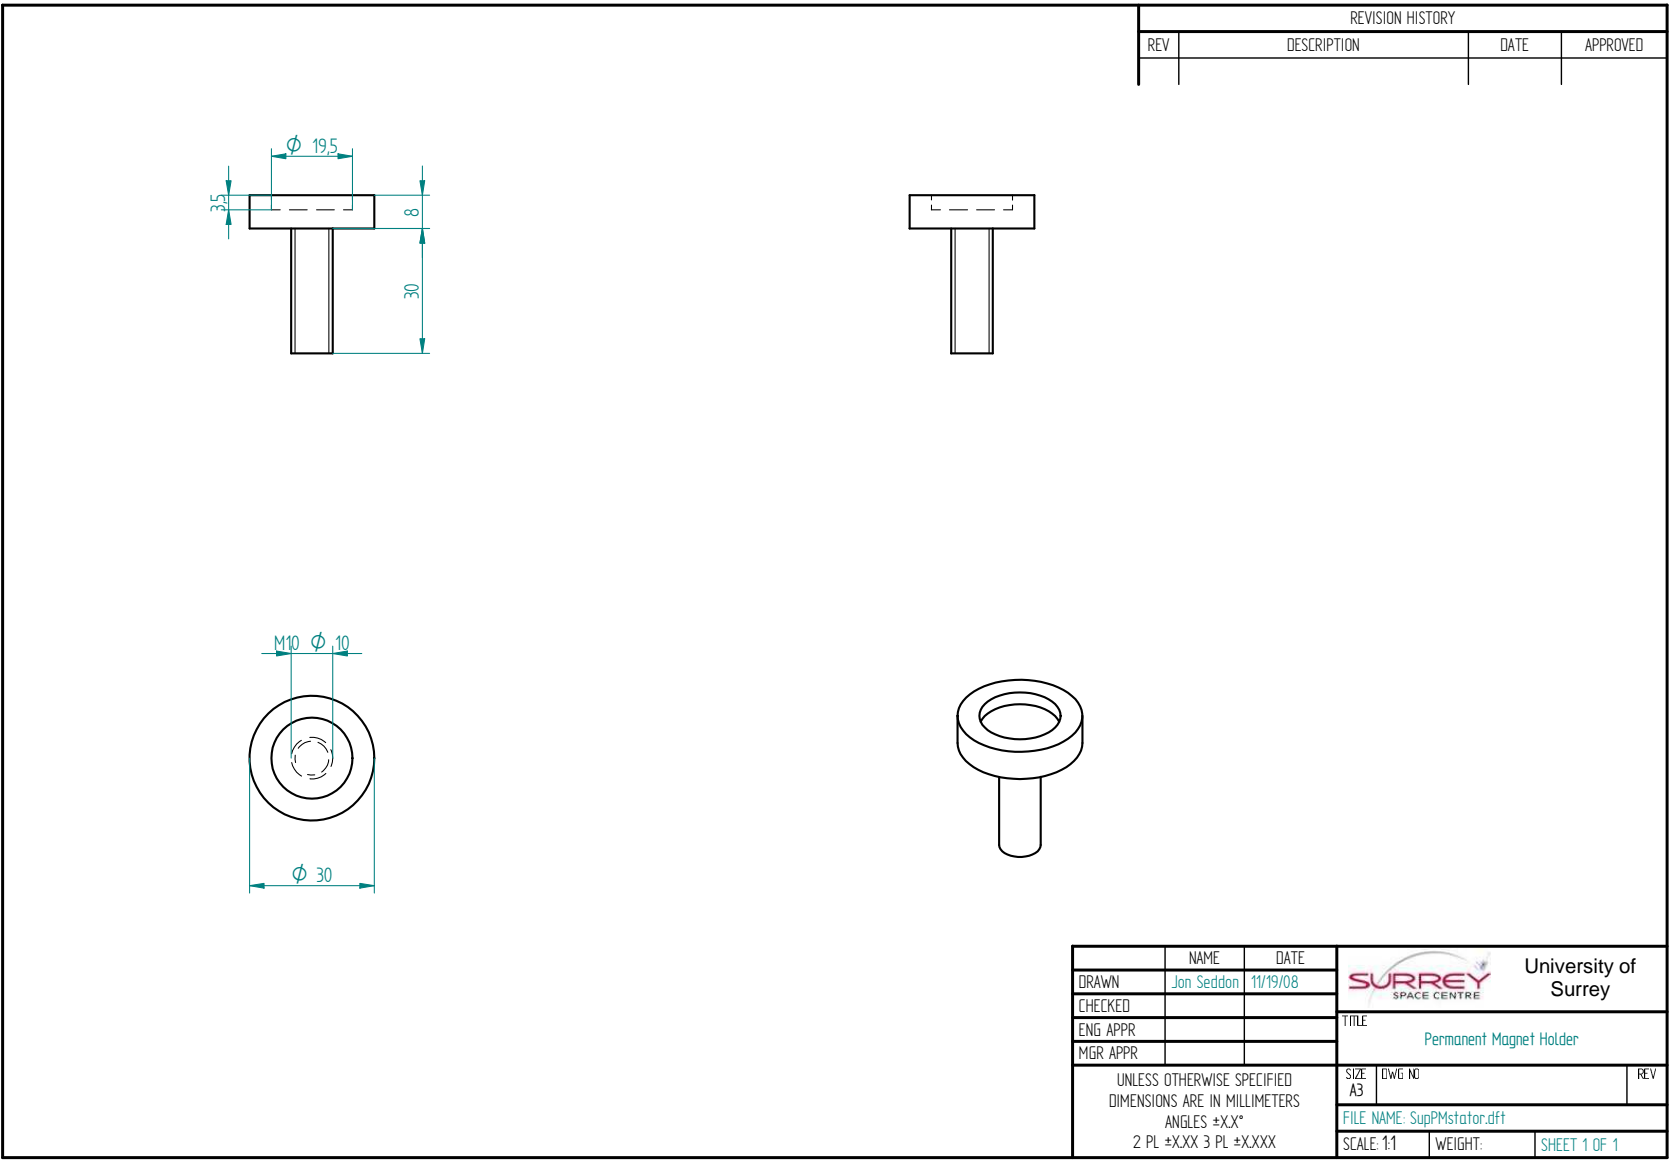 REVISION HISTORY
REV DESCRIPTION DATE APPROVED
Φ 19,5
3,5
8
30
M10 Φ 10
Φ 30
NAME DATE
DRAWN Jon Seddon 11/19/08
CHECKED
ENG APPR
MGR APPR
UNLESS OTHERWISE SPECIFIED
DIMENSIONS ARE IN MILLIMETERS
ANGLES ±X.X°
2 PL ±X.XX 3 PL ±X.XXX
SURREY
SPACE CENTRE
University of
Surrey
TITLE
Permanent Magnet Holder
SIZE DWG NO REV
A3
FILE NAME: SupPMstator.dft
SCALE: 1:1 WEIGHT: SHEET 1 OF 1